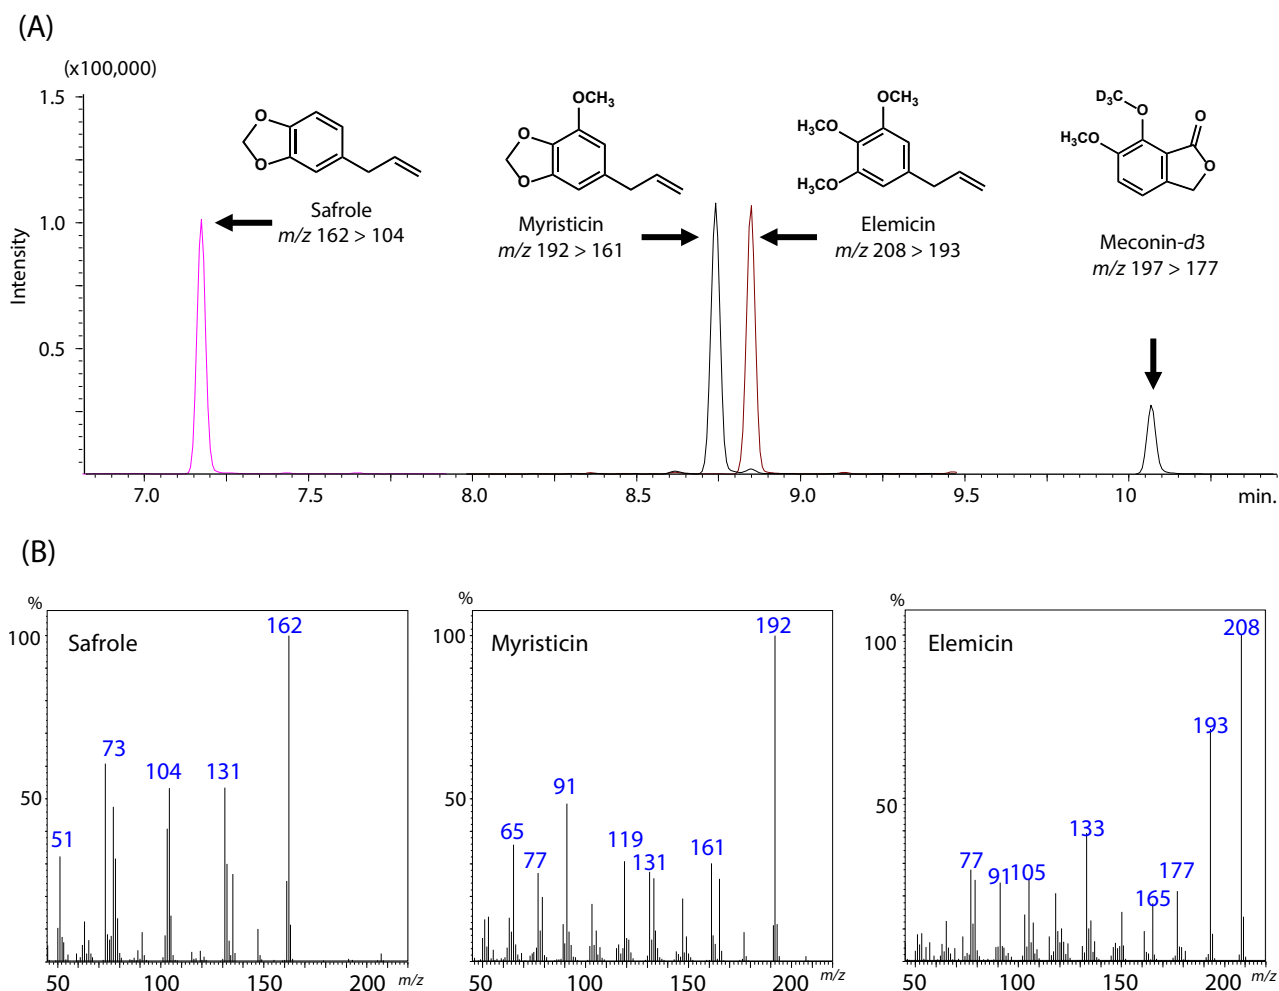 (A)
(x100,000)
1.5
1.0
0.5
Intensity
O
O
Safrole
m/z 162 > 104
OCH3
O
O
Myristicin
m/z 192 > 161
OCH3
H3CO
H3CO
Elemicin
m/z 208 > 193
D3C
O
O
H3CO
O
Meconin-d3
m/z 197 > 177
7.0 7.5 8.0 8.5 9.0 9.5 10 min.
(B)
%
100
50
Safrole
162
73
104
131
51
50 100 150 200 m/z
%
100
50
Myristicin
192
91
65
77
119
131
161
50 100 150 200 m/z
%
100
50
Elemicin
208
193
133
77
91
105
177
165
50 100 150 200 m/z